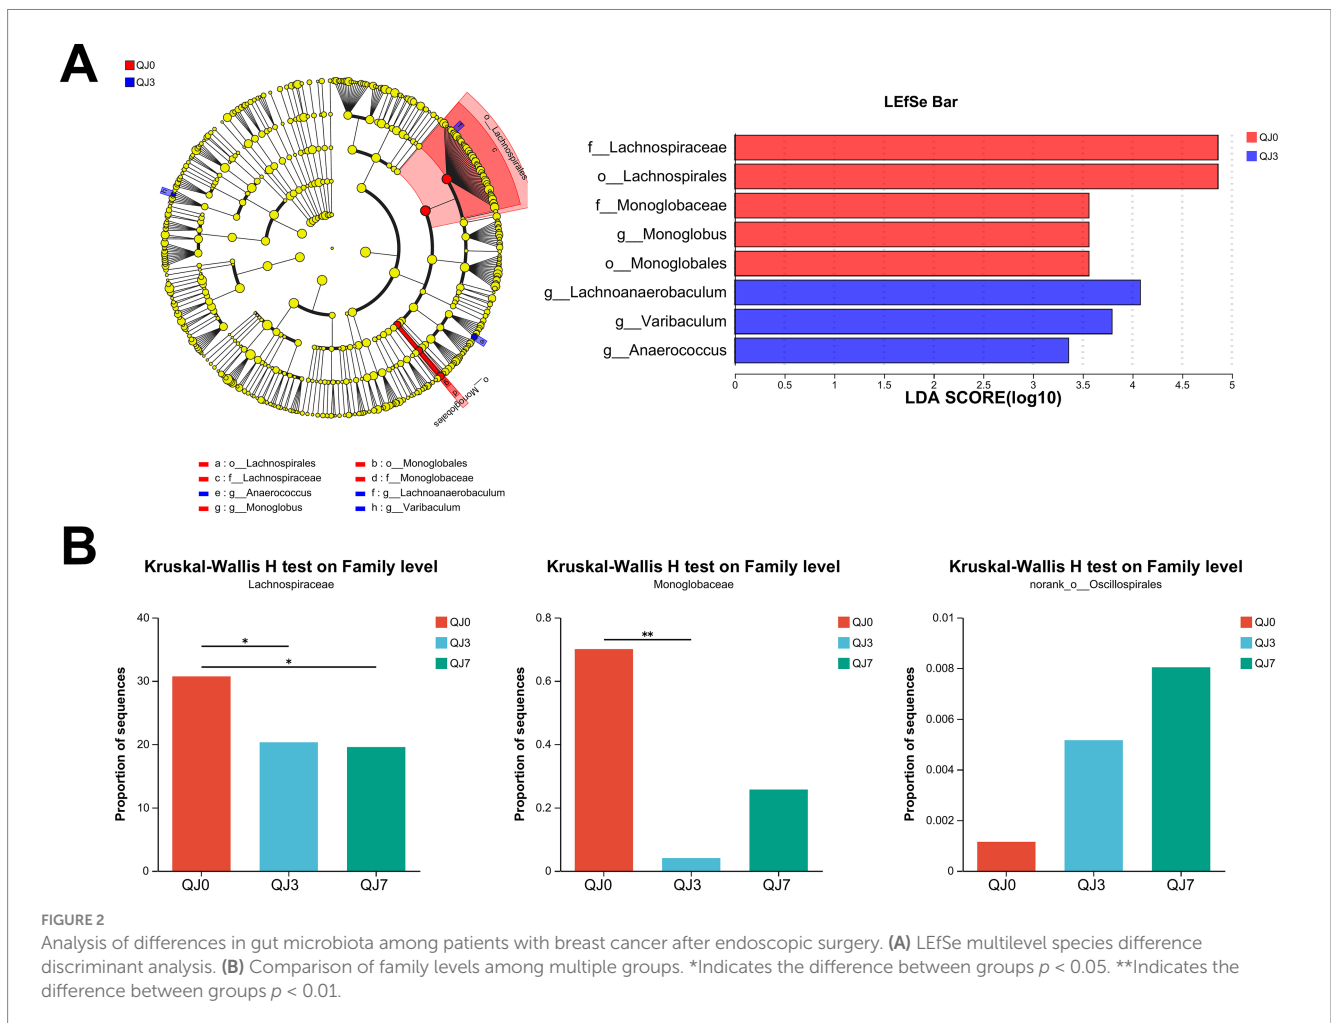 A
QJ0
QJ3
o__Lachnospirales
c
o__Monoglobales
a : o__Lachnospirales
b : o__Monoglobales
c : f__Lachnospiraceae
d : f__Monoglobaceae
e : g__Anaerococcus
f : g__Lachnoanaerobaculum
g : g__Monoglobus
h : g__Varibaculum
LEfSe Bar
QJ0
QJ3
f__Lachnospiraceae
o__Lachnospirales
f__Monoglobaceae
g__Monoglobus
o__Monoglobales
g__Lachnoanaerobaculum
g__Varibaculum
g__Anaerococcus
0 0.5 1 1.5 2 2.5 3 3.5 4 4.5 5
LDA SCORE(log10)
B
Kruskal-Wallis H test on Family level
Lachnospiraceae
Proportion of sequences
40
30
20
10
0
*
*
QJ0
QJ3
QJ7
QJ0 QJ3 QJ7
Kruskal-Wallis H test on Family level
Monoglobaceae
Proportion of sequences
0.8
0.6
0.4
0.2
0
**
QJ0
QJ3
QJ7
QJ0 QJ3 QJ7
Kruskal-Wallis H test on Family level
norank_o__Oscillospirales
Proportion of sequences
0.01
0.008
0.006
0.004
0.002
0
QJ0
QJ3
QJ7
QJ0 QJ3 QJ7
FIGURE 2
Analysis of differences in gut microbiota among patients with breast cancer after endoscopic surgery. (A) LEfSe multilevel species difference
discriminant analysis. (B) Comparison of family levels among multiple groups. *Indicates the difference between groups p < 0.05. **Indicates the
difference between groups p < 0.01.